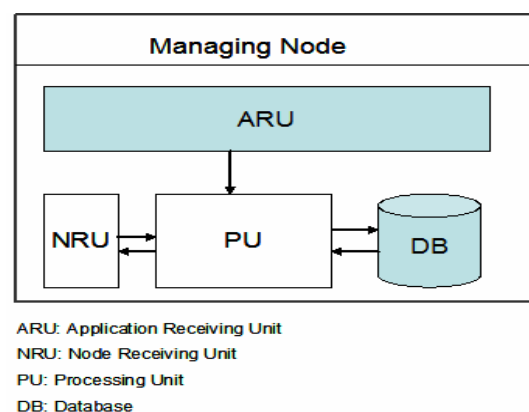 Managing Node
ARU
NRU
PU
DB
ARU: Application Receiving Unit
NRU: Node Receiving Unit
PU: Processing Unit
DB: Database